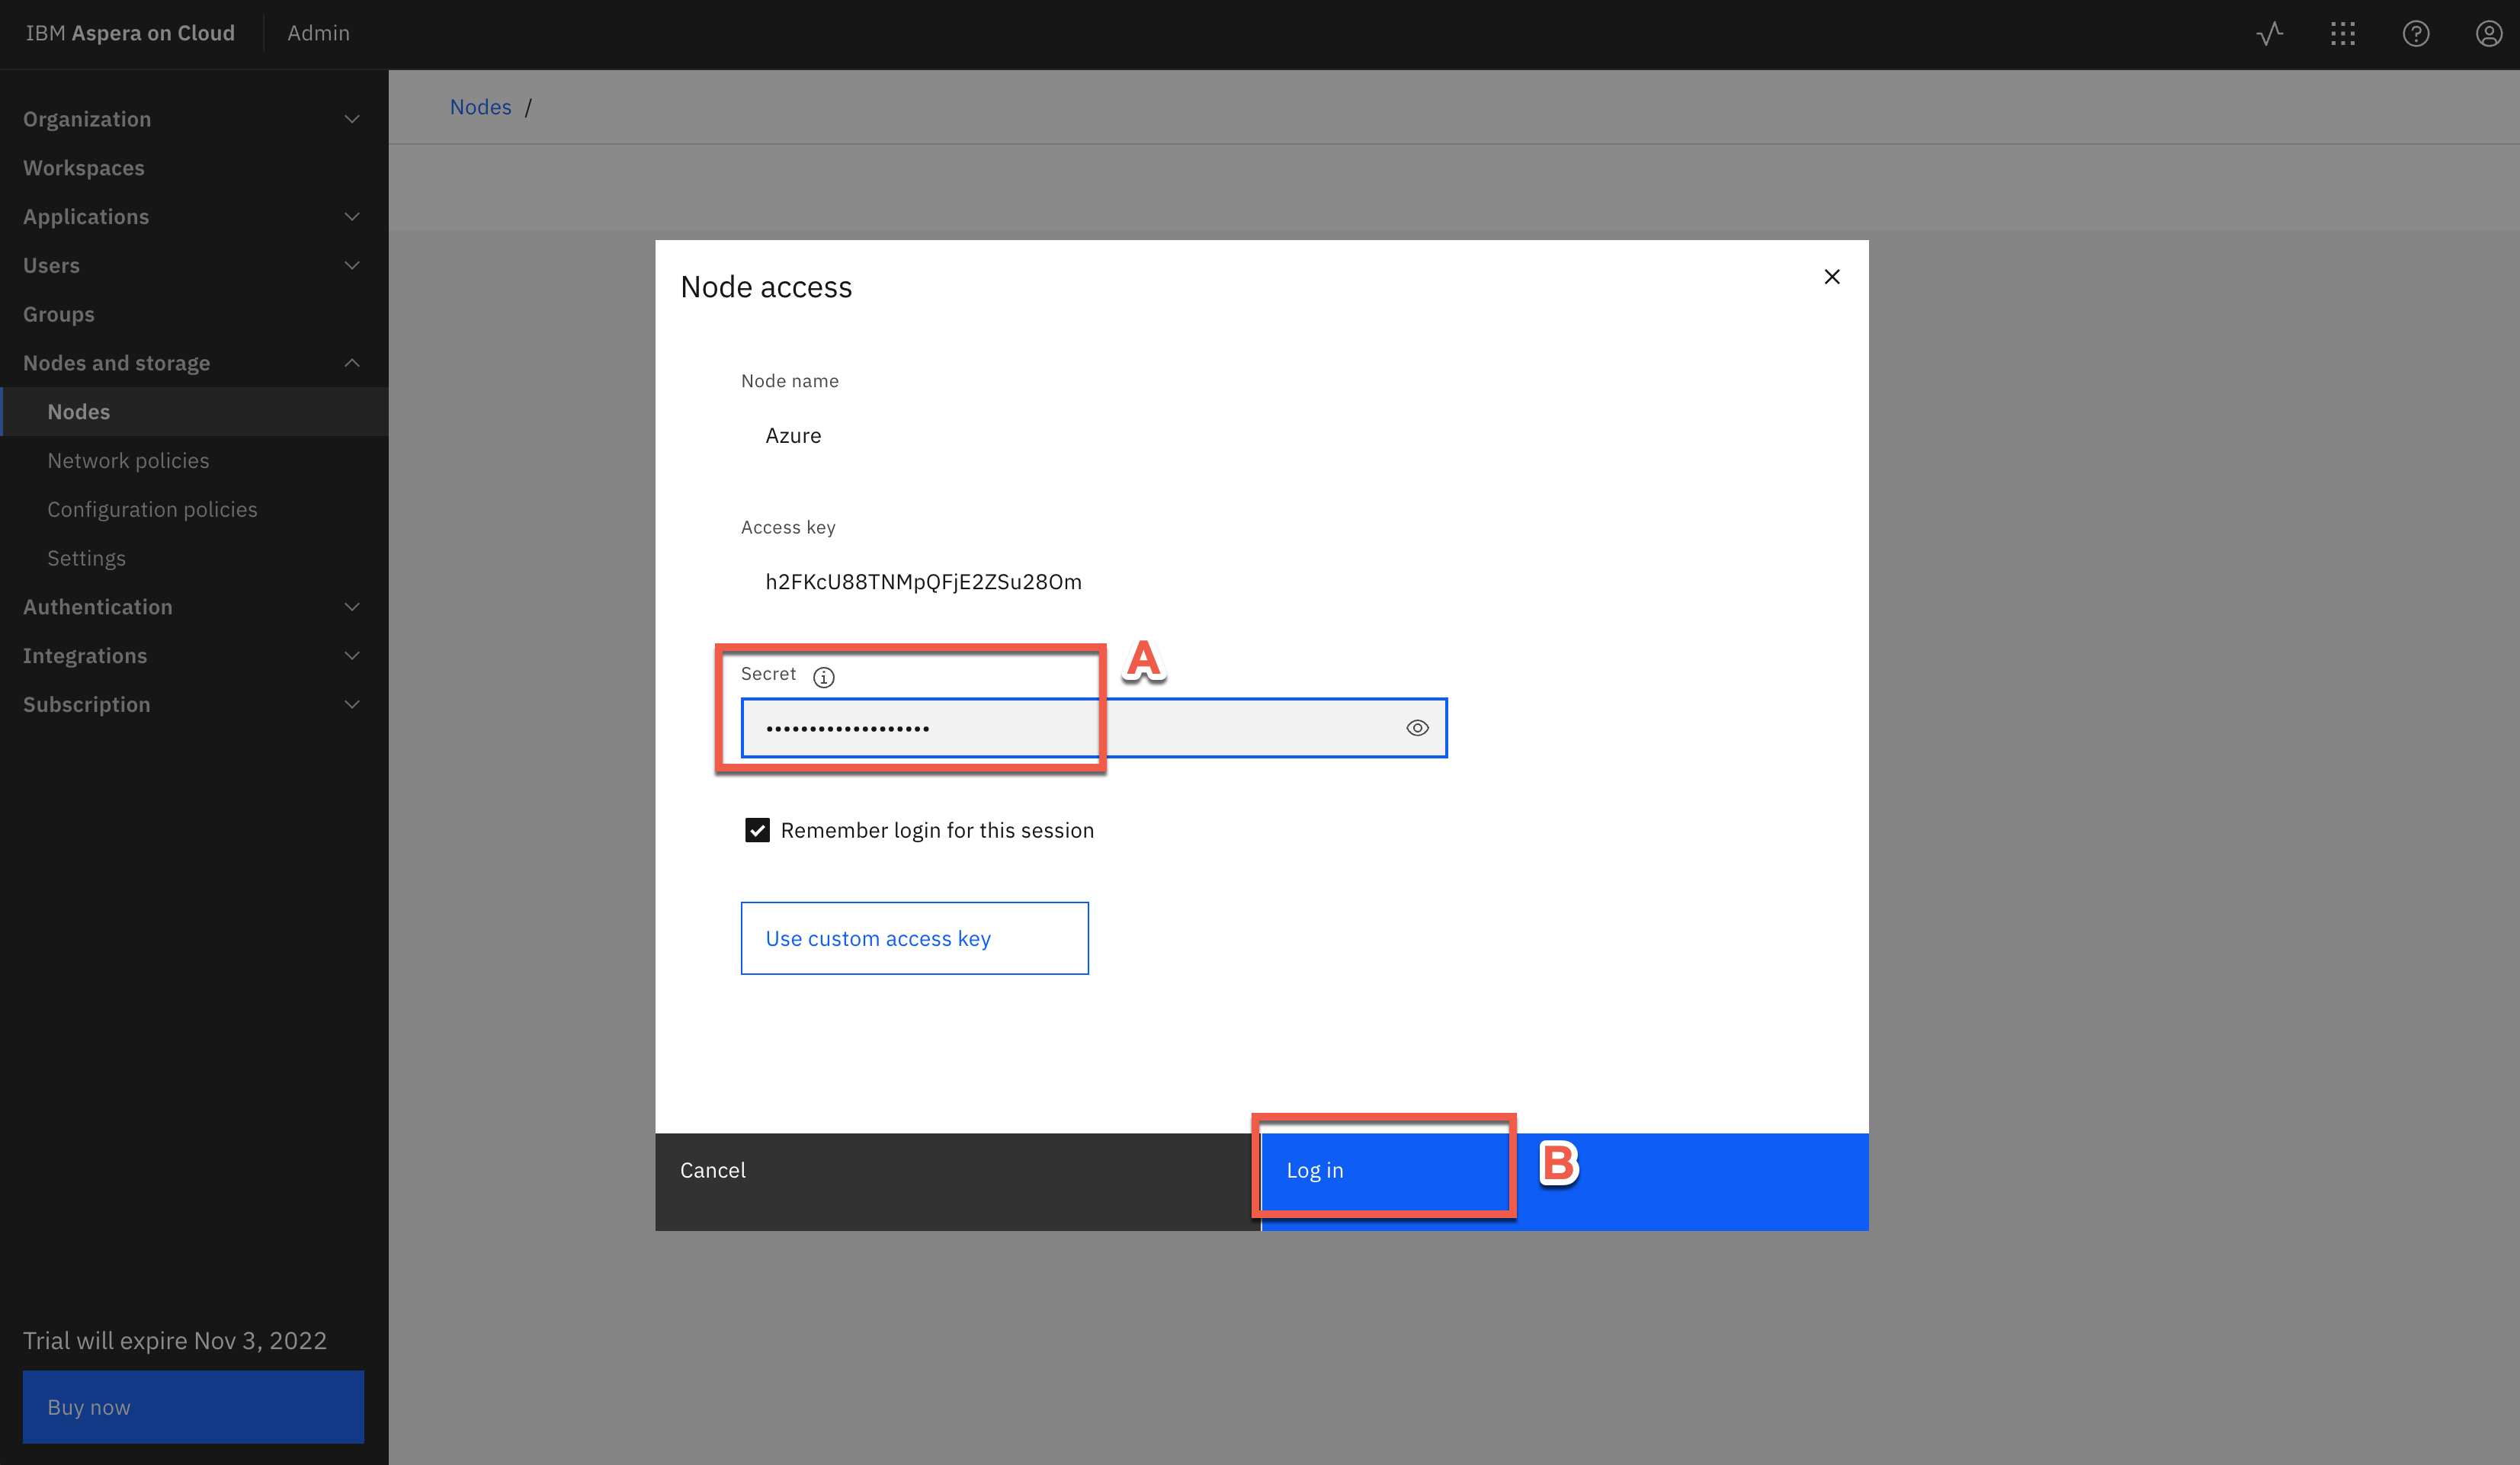 IBM Aspera on Cloud
Admin
Organization
Workspaces
Applications
Users
Groups
Nodes and storage
Nodes
Network policies
Configuration policies
Settings
Authentication
Integrations
Subscription
Trial will expire Nov 3, 2022
Buy now
Nodes /
Node access
Node name
Azure
Access key
h2FKcU88TNMpQFjE2ZSu28Om
A
Secret
•••••••••••••••••••
Remember login for this session
Use custom access key
Cancel
Log in
B